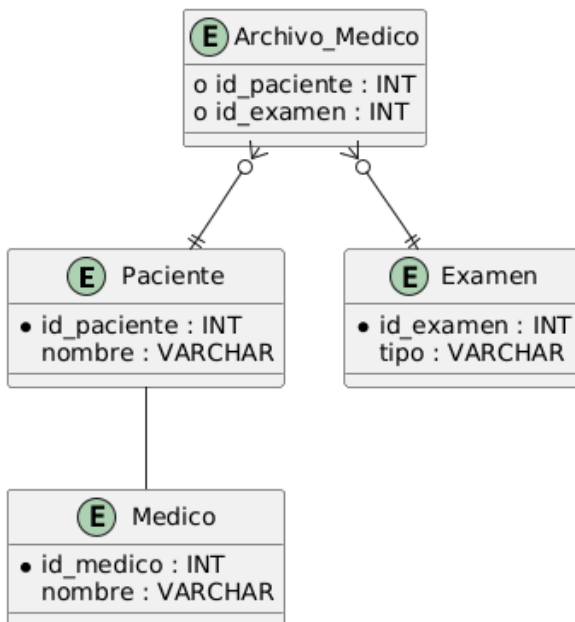 E Archivo_Medico
o id_paciente : INT
o id_examen : INT
E Paciente
id_paciente : INT
nombre : VARCHAR
E Examen
id_examen : INT
tipo : VARCHAR
E Medico
id_medico : INT
nombre : VARCHAR